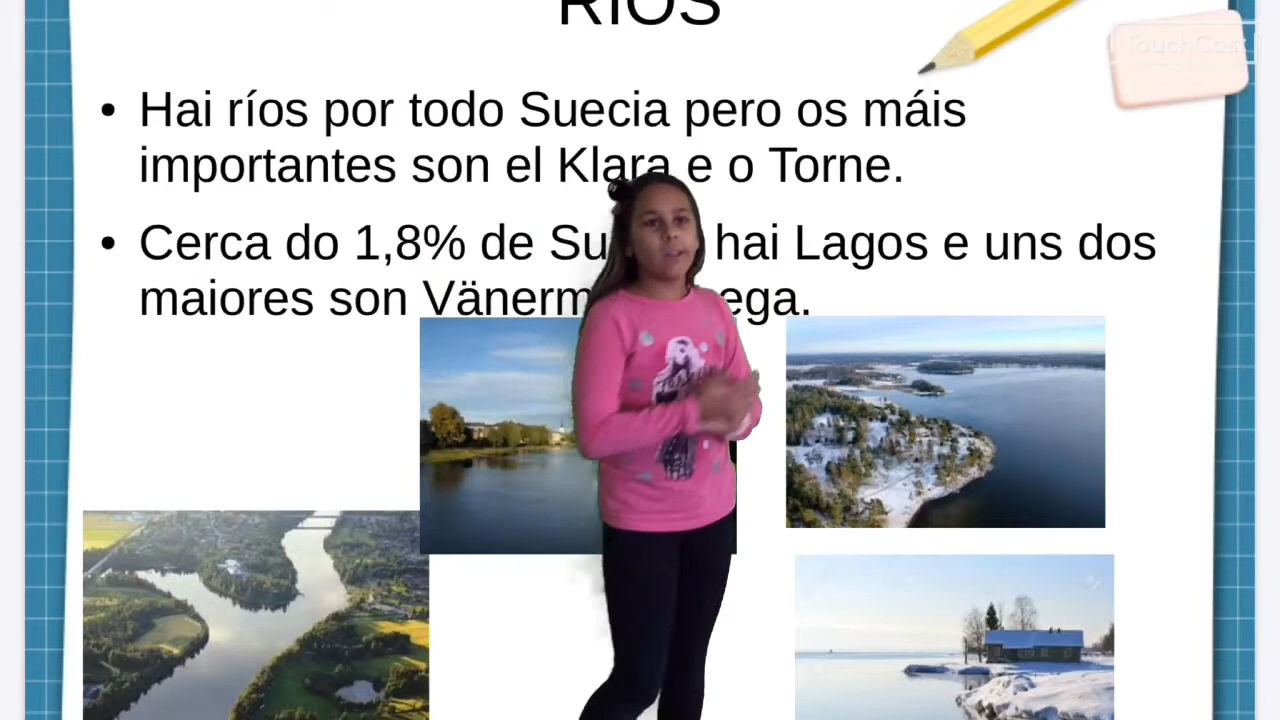 RÍOS
TouchCast
Hai ríos por todo Suecia pero os máis
importantes son el Klara e o Torne.
Cerca do 1,8% de Su hai Lagos e uns dos
maiores son Vänerm ega.